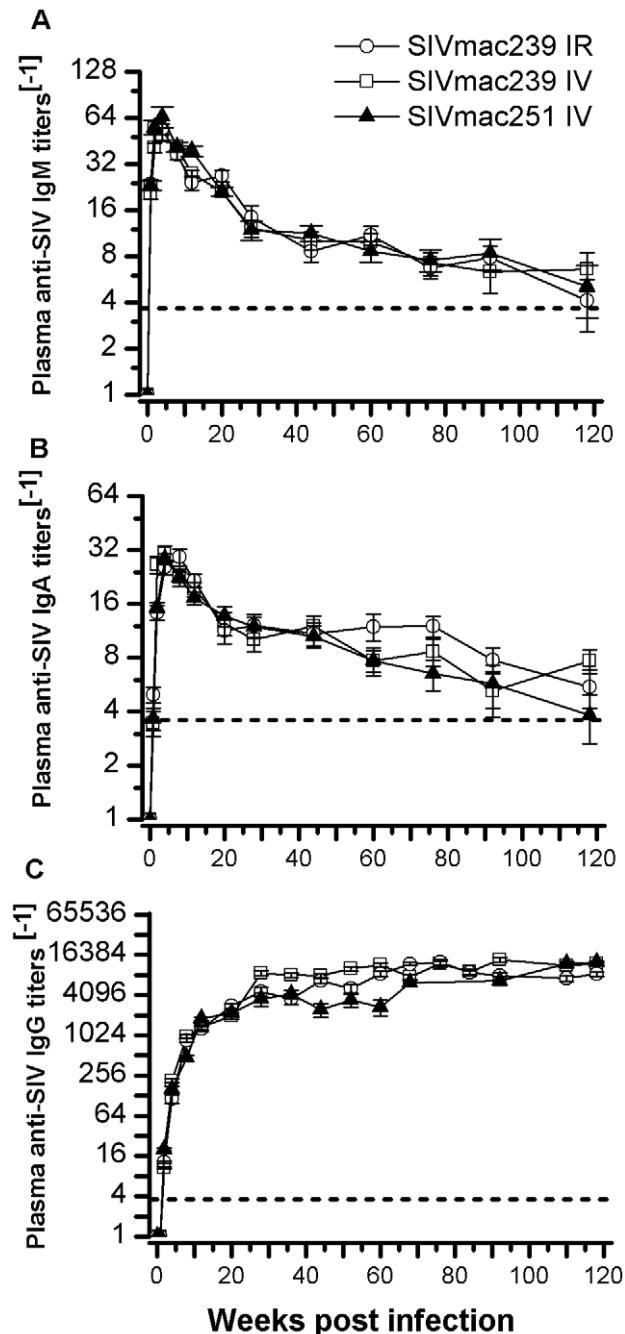 A
SIVmac239 IR
SIVmac239 IV
SIVmac251 IV
Plasma anti-SIV IgM titers[-1]
128
64
32
16
8
4
2
1
0 20 40 60 80 100 120
B
Plasma anti-SIV IgA titers[-1]
64
32
16
8
4
2
1
0 20 40 60 80 100 120
C
Plasma anti-SIV IgG titers[-1]
65536
16384
4096
1024
256
64
16
4
1
0 20 40 60 80 100 120
Weeks post infection